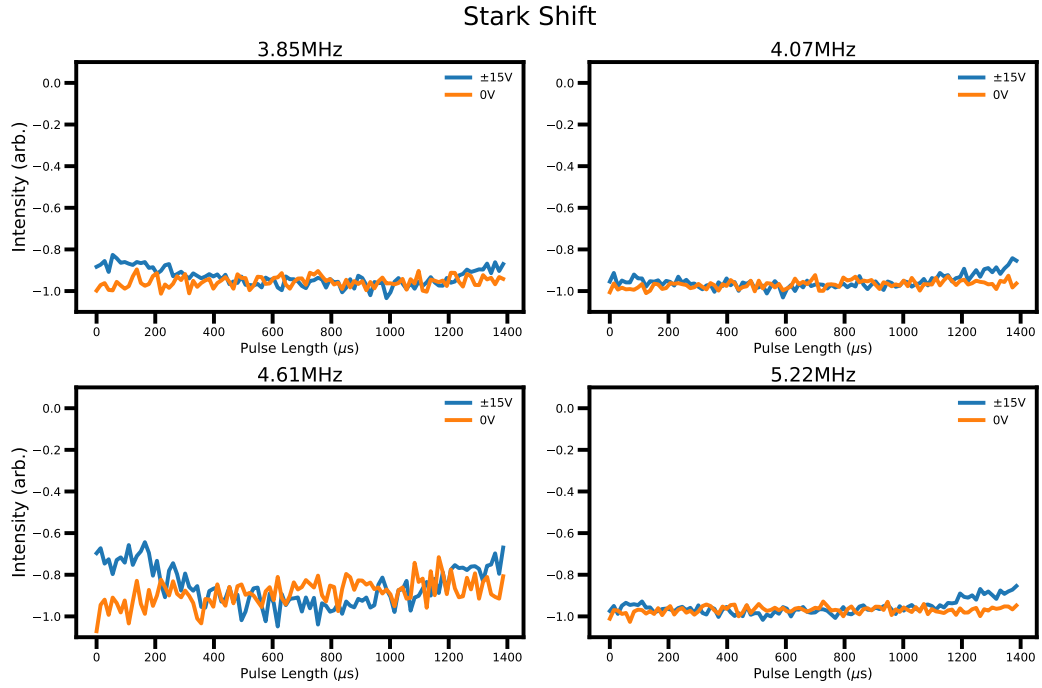 Stark Shift
3.85MHz
Intensity (arb.)
0.0
−0.2
−0.4
−0.6
−0.8
−1.0
±15V
0V
0 200 400 600 800 1000 1200 1400
Pulse Length (μs)
4.07MHz
0.0
−0.2
−0.4
−0.6
−0.8
−1.0
±15V
0V
0 200 400 600 800 1000 1200 1400
Pulse Length (μs)
4.61MHz
Intensity (arb.)
0.0
−0.2
−0.4
−0.6
−0.8
−1.0
±15V
0V
0 200 400 600 800 1000 1200 1400
Pulse Length (μs)
5.22MHz
0.0
−0.2
−0.4
−0.6
−0.8
−1.0
±15V
0V
0 200 400 600 800 1000 1200 1400
Pulse Length (μs)